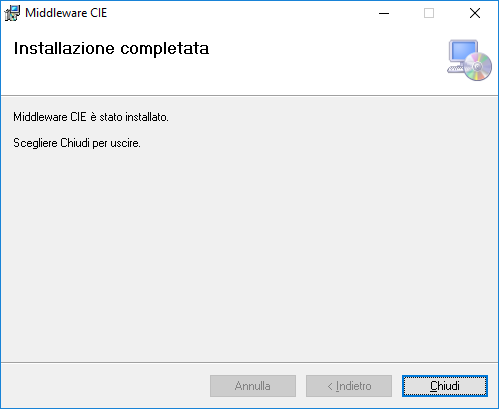 Middleware CIE
Installazione completata
Middleware CIE è stato installato.
Scegliere Chiudi per uscire.
Annulla
< Indietro
Chiudi